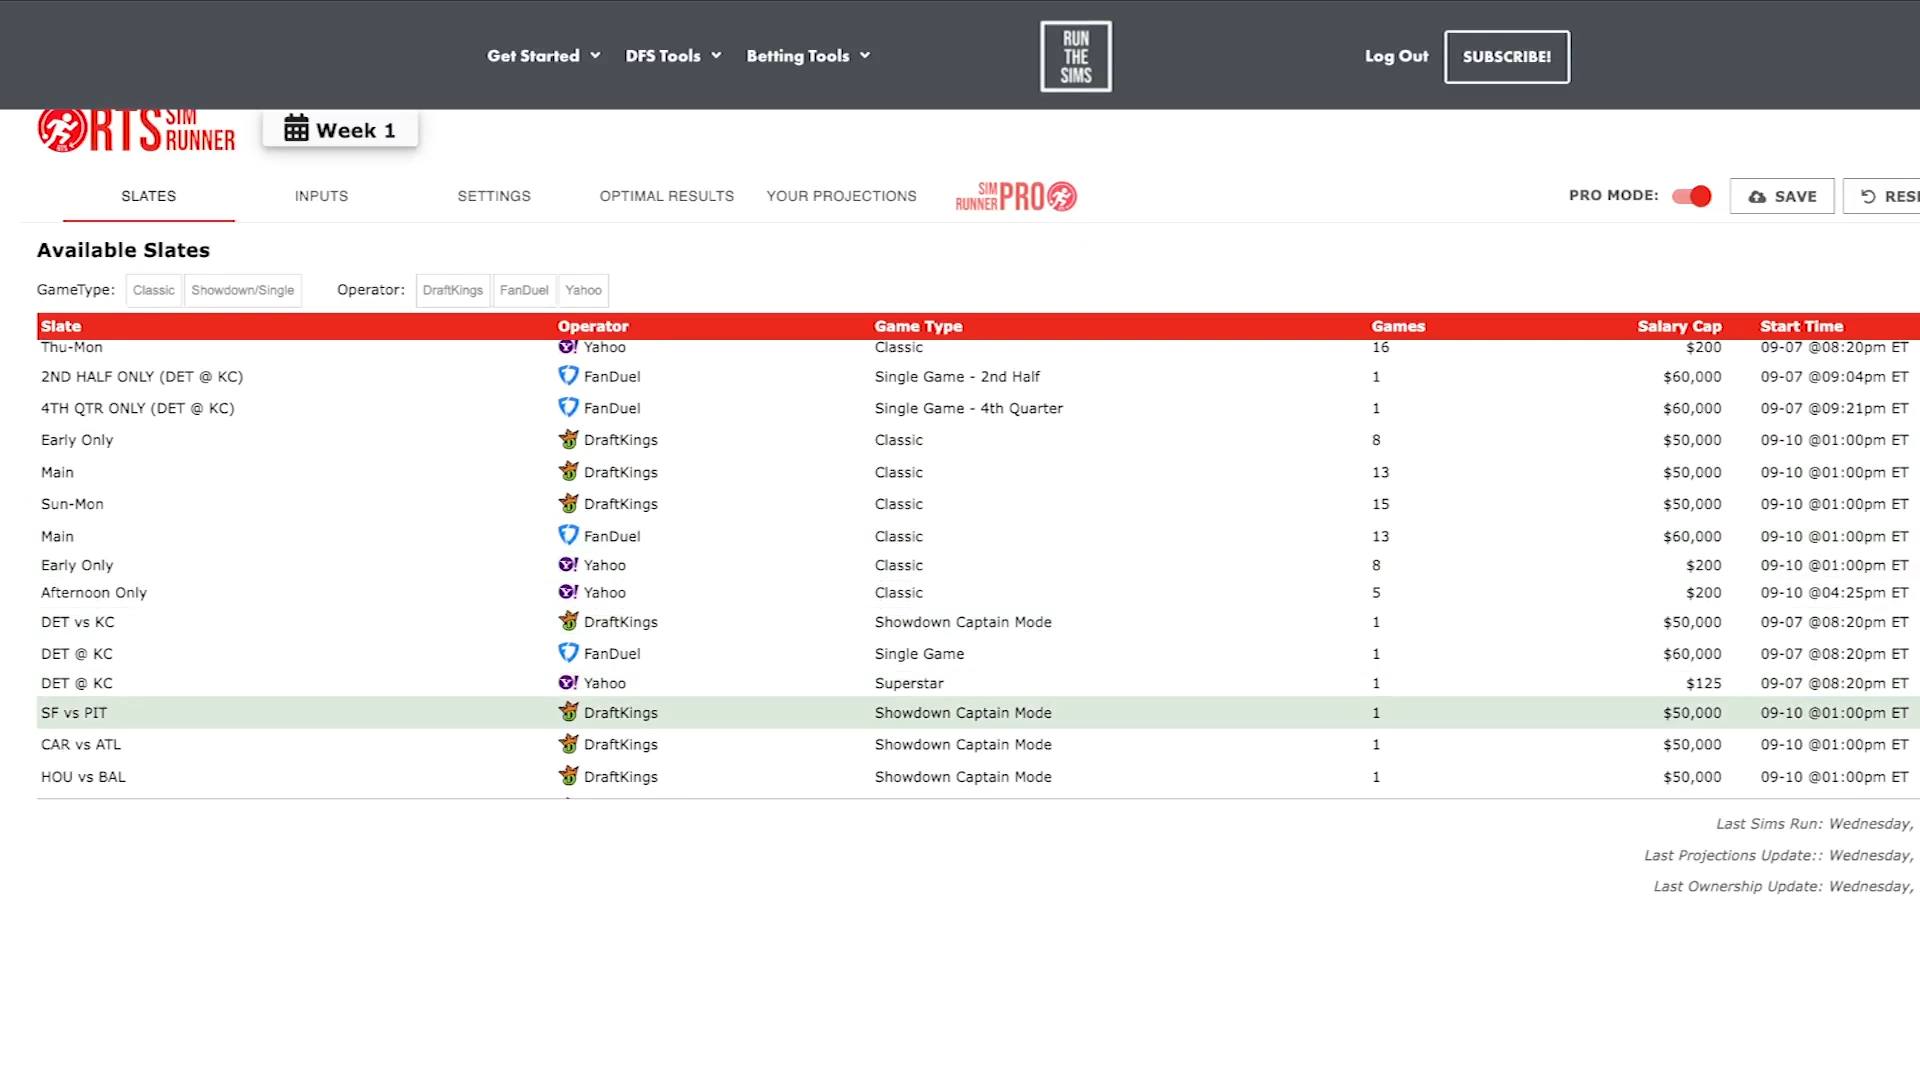 Get Started DFS Tools Betting Tools RUN THE SIMS Log Out SUBSCRIBE!
RTS SIM RUNNER Week 1
SLATES INPUTS SETTINGS OPTIMAL RESULTS YOUR PROJECTIONS SIM RUNNER PRO PRO MODE: SAVE RESE
Available Slates
GameType: Classic Showdown/Single Operator: DraftKings FanDuel Yahoo
Slate Operator Game Type Games Salary Cap Start Time
Thu-Mon Yahoo Classic 16 $200 09-07 @08:20pm ET
2ND HALF ONLY (DET @ KC) FanDuel Single Game - 2nd Half 1 $60,000 09-07 @09:04pm ET
4TH QTR ONLY (DET @ KC) FanDuel Single Game - 4th Quarter 1 $60,000 09-07 @09:21pm ET
Early Only DraftKings Classic 8 $50,000 09-10 @01:00pm ET
Main DraftKings Classic 13 $50,000 09-10 @01:00pm ET
Sun-Mon DraftKings Classic 15 $50,000 09-10 @01:00pm ET
Main FanDuel Classic 13 $60,000 09-10 @01:00pm ET
Early Only Yahoo Classic 8 $200 09-10 @01:00pm ET
Afternoon Only Yahoo Classic 5 $200 09-10 @04:25pm ET
DET vs KC DraftKings Showdown Captain Mode 1 $50,000 09-07 @08:20pm ET
DET @ KC FanDuel Single Game 1 $60,000 09-07 @08:20pm ET
DET @ KC Yahoo Superstar 1 $125 09-07 @08:20pm ET
SF vs PIT DraftKings Showdown Captain Mode 1 $50,000 09-10 @01:00pm ET
CAR vs ATL DraftKings Showdown Captain Mode 1 $50,000 09-10 @01:00pm ET
HOU vs BAL DraftKings Showdown Captain Mode 1 $50,000 09-10 @01:00pm ET
Last Sims Run: Wednesday,
Last Projections Update:: Wednesday,
Last Ownership Update: Wednesday,